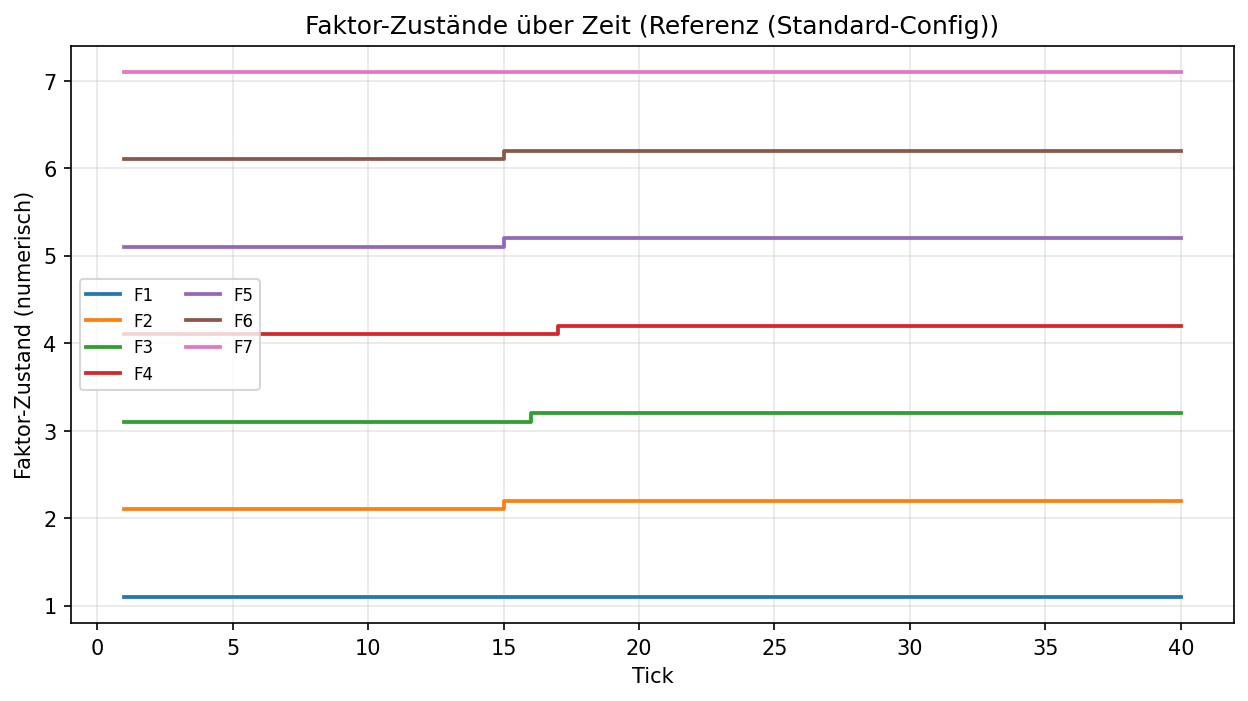 Faktor-Zustände über Zeit (Referenz (Standard-Config))
Faktor-Zustand (numerisch)
7
6
5
4
3
2
1
F1
F2
F3
F4
F5
F6
F7
0 5 10 15 20 25 30 35 40
Tick